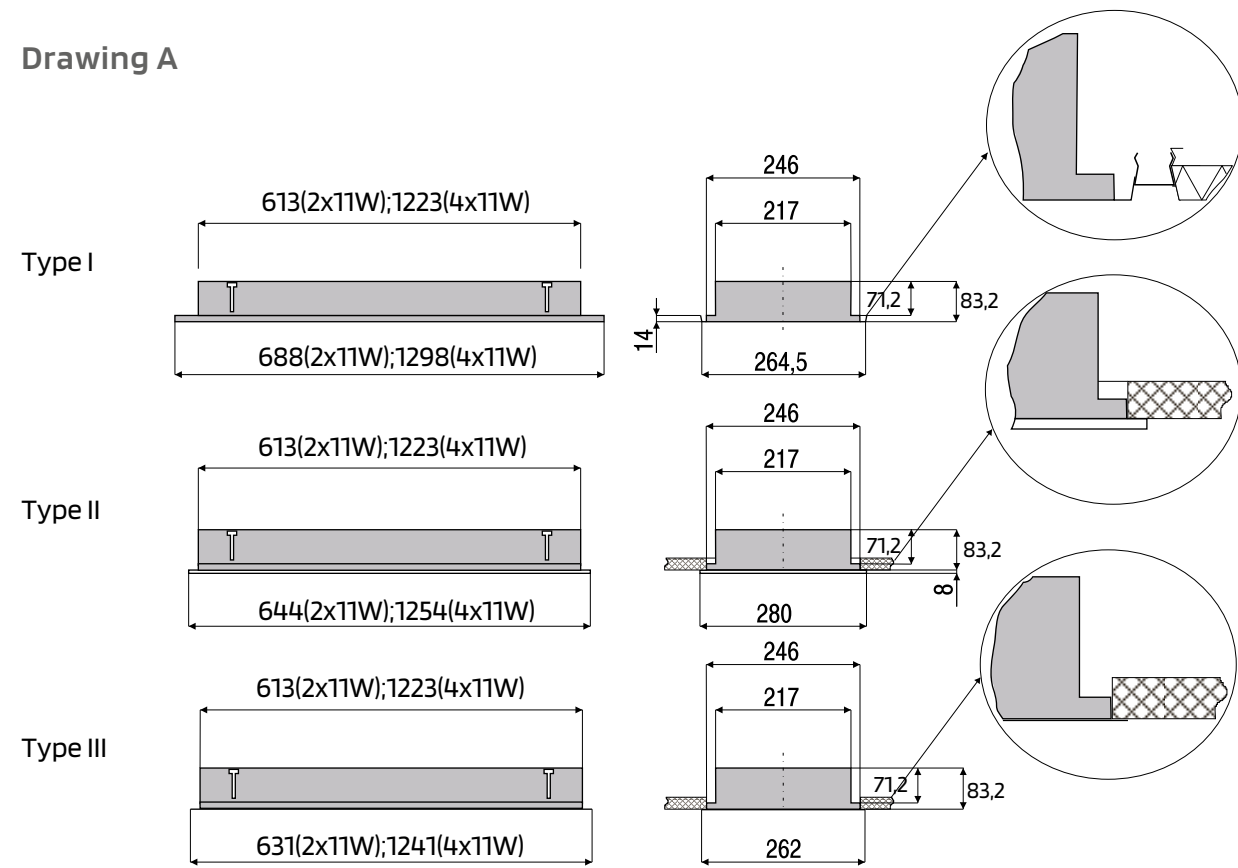 Drawing A
246
613(2x11W);1223(4x11W)
217
Type I
71,2
83,2
14
688(2x11W);1298(4x11W)
264,5
246
613(2x11W);1223(4x11W)
217
Type II
71,2
83,2
8
644(2x11W);1254(4x11W)
280
246
613(2x11W);1223(4x11W)
217
Type III
71,2
83,2
631(2x11W);1241(4x11W)
262